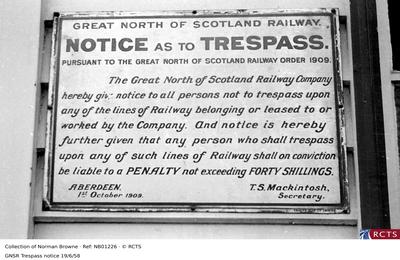 GREAT NORTH OF SCOTLAND RAILWAY.
NOTICE AS TO TRESPASS.
PURSUANT TO THE GREAT NORTH OF SCOTLAND RAILWAY ORDER 1909.
The Great North of Scotland Railway Company
hereby give notice to all persons not to trespass upon
any of the lines of Railway belonging or leased to or
worked by the Company. And notice is hereby
further given that any person who shall trespass
upon any of such lines of Railway shall on conviction
be liable to a PENALTY not exceeding FORTY SHILLINGS.
ABERDEEN, T.S. Mackintosh,
1st October 1909. Secretary.
RCTS
Collection of Norman Browne · Ref: NB01226 · © RCTS
GNSR Trespass notice 19/6/58